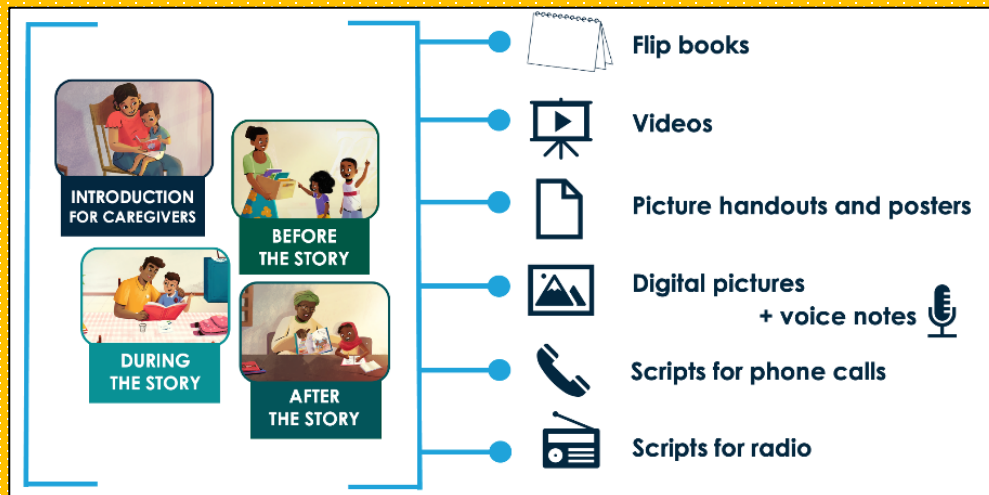 INTRODUCTION
FOR CAREGIVERS
BEFORE
THE STORY
DURING
THE STORY
AFTER
THE STORY
Flip books
Videos
Picture handouts and posters
Digital pictures
+ voice notes
Scripts for phone calls
Scripts for radio